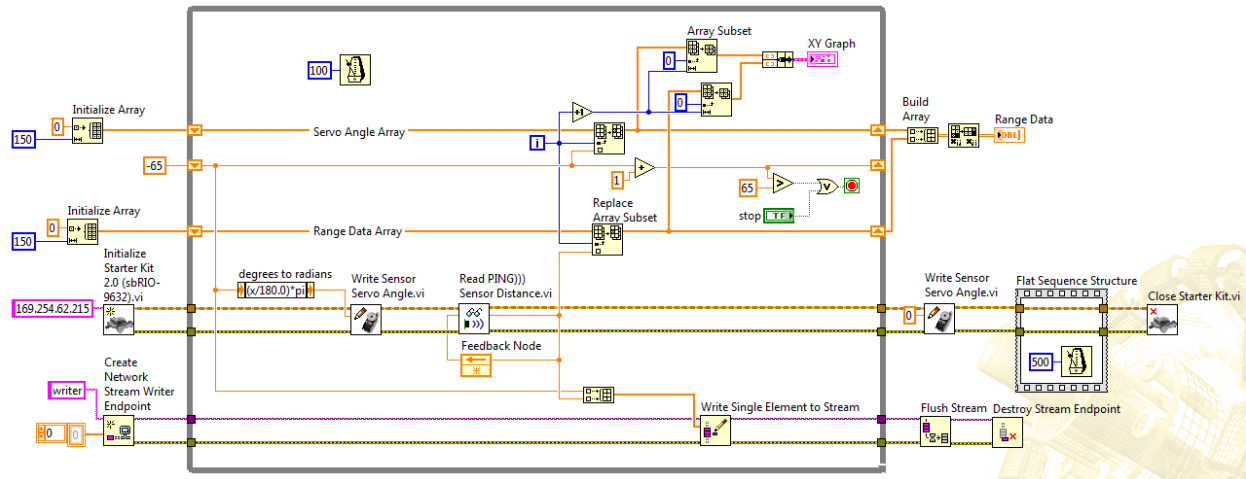 Array Subset
XY Graph
0
100
+1
0
Initialize Array
0
150
Servo Angle Array
i
Build
Array
Range Data
DBL]
-65
+
1
65
>
V
stop
TF
Initialize Array
0
150
Range Data Array
Replace
Array Subset
Initialize
Starter Kit
2.0 (sbRIO-
9632).vi
169.254.62.215
degrees to radians
(x/180.0)*pi
Write Sensor
Servo Angle.vi
Read PING)))
Sensor Distance.vi
Feedback Node
Write Sensor
Servo Angle.vi
0
Flat Sequence Structure
500
Close Starter Kit.vi
Create
Network
Stream Writer
Endpoint
writer
0
0
Write Single Element to Stream
Flush Stream
Destroy Stream Endpoint